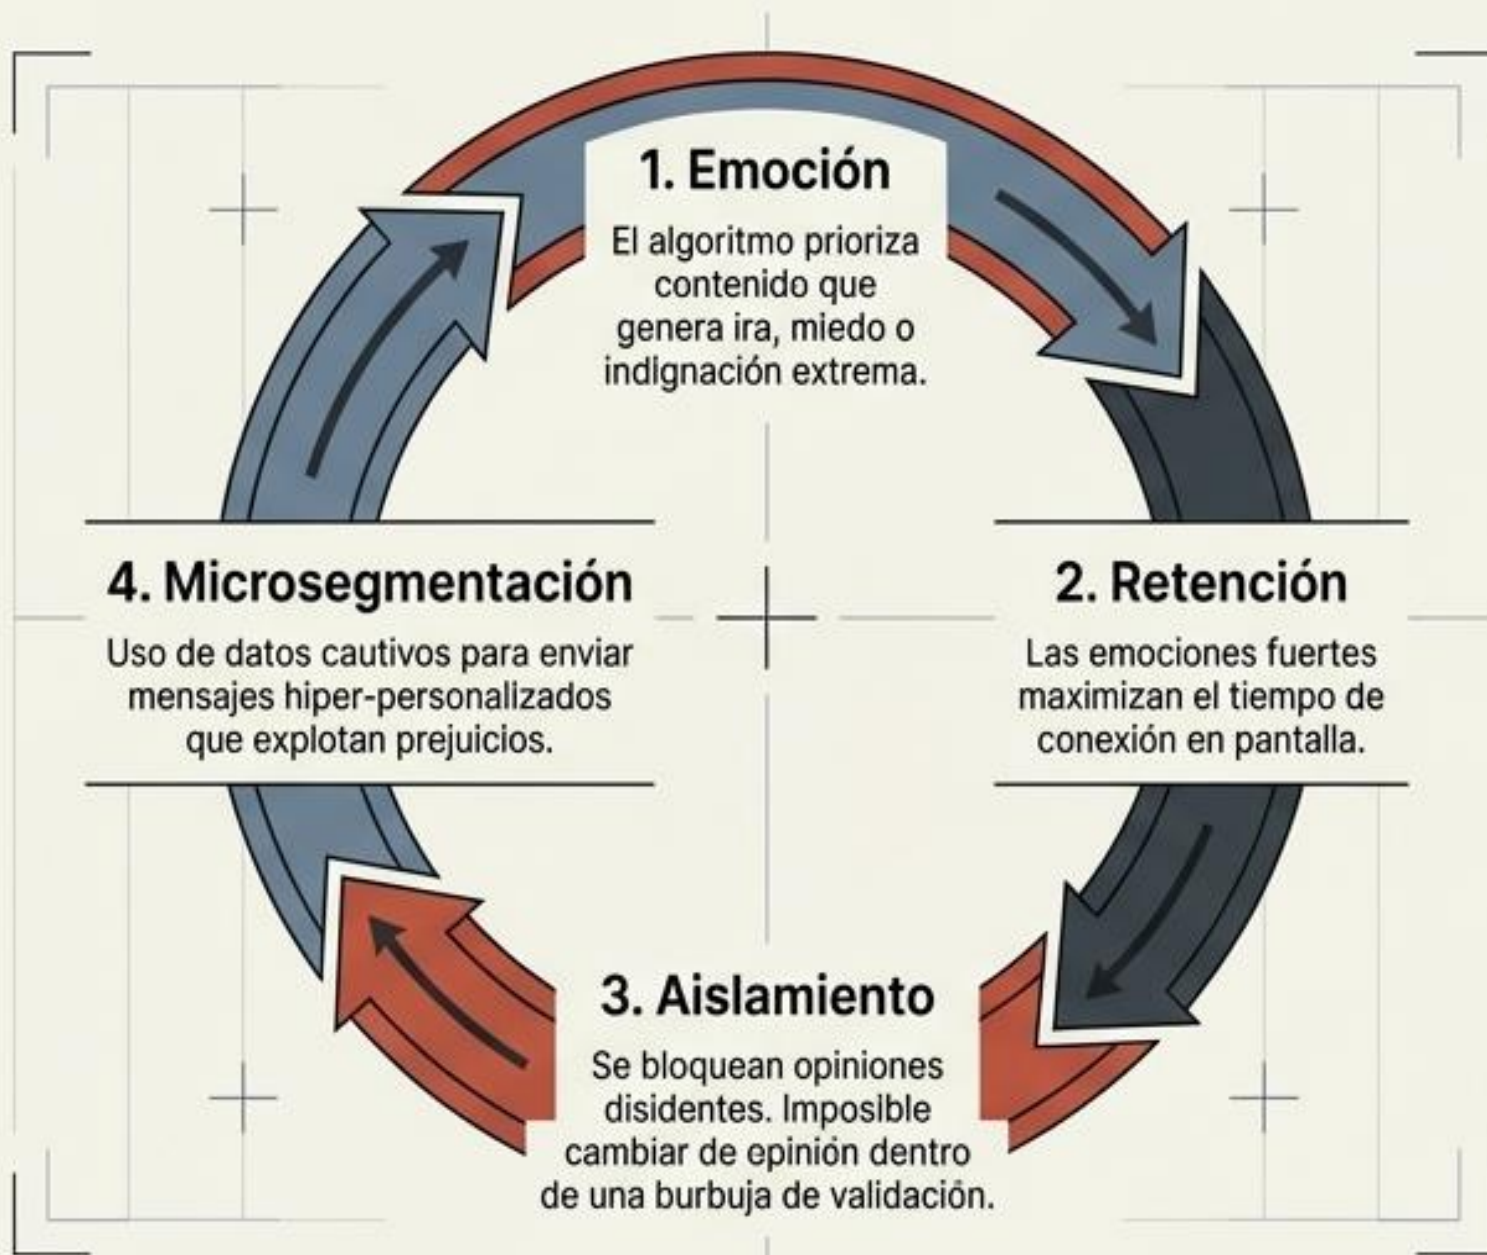 1. Emoción
El algoritmo prioriza
contenido que
genera ira, miedo o
indignación extrema.
2. Retención
Las emociones fuertes
maximizan el tiempo de
conexión en pantalla.
3. Aislamiento
Se bloquean opiniones
disidentes. Imposible
cambiar de epinión dentro
de una burbuja de validación.
4. Microsegmentación
Uso de datos cautivos para enviar
mensajes hiper-personalizados
que explotan prejuicios.